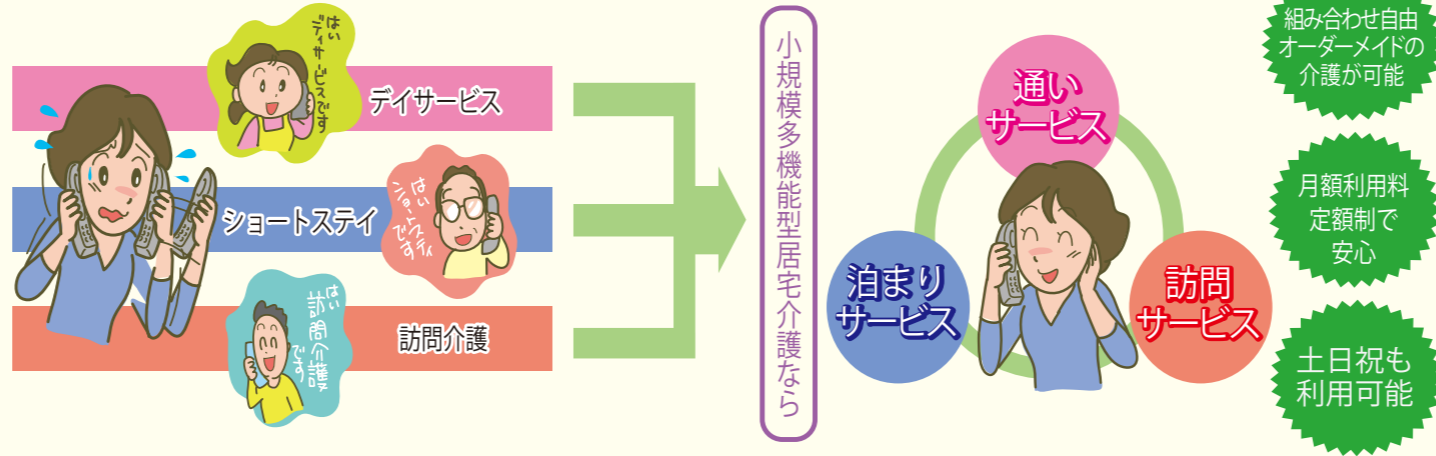 はい
デイサービスです
デイサービス
はい
ショートステイ
です
ショートステイ
はい
訪問介護
です
訪問介護
小規模多機能型居宅介護なら
通い
サービス
泊まり
サービス
訪問
サービス
組み合わせ自由
オーダーメイドの
介護が可能
月額利用料
定額制で
安心
土日祝も
利用可能